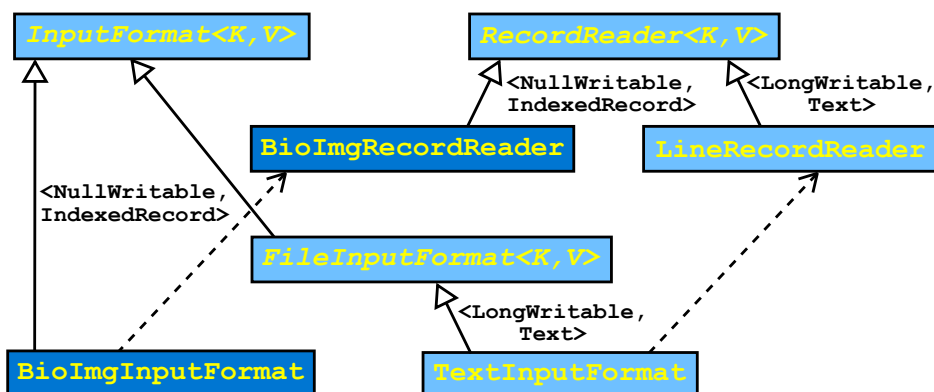 InputFormat<K,V>
RecordReader<K,V>
<NullWritable,
IndexedRecord>
<LongWritable,
Text>
BioImgRecordReader
LineRecordReader
<NullWritable,
IndexedRecord>
FileInputFormat<K,V>
<LongWritable,
Text>
BioImgInputFormat
TextInputFormat